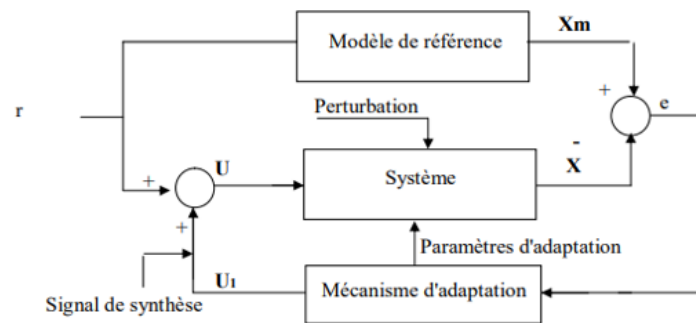 Modèle de référence
Xm
+
e
r
Perturbation
-
X
Système
U
+
+
Paramètres d'adaptation
U1
Mécanisme d'adaptation
Signal de synthèse